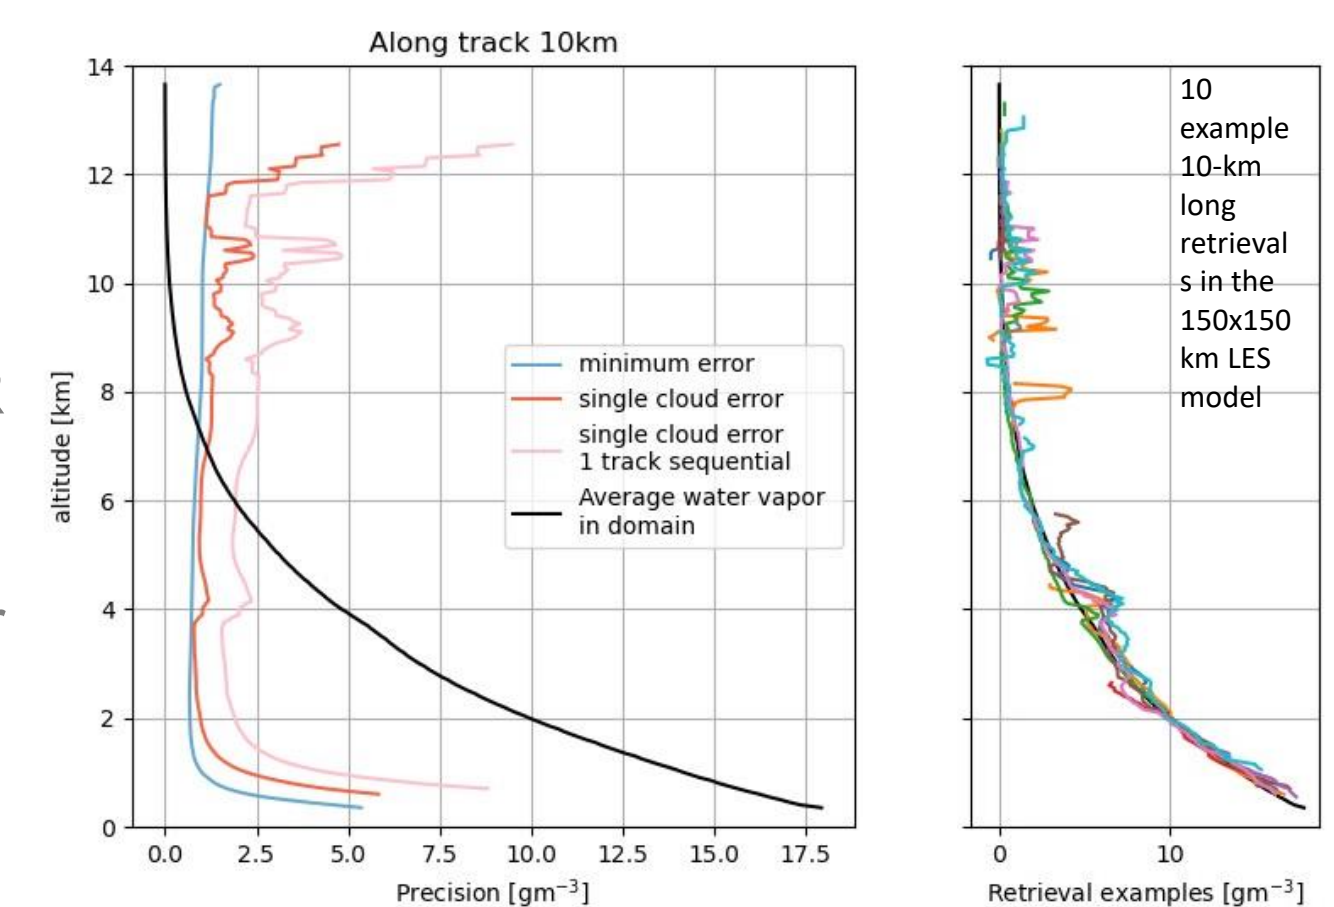 Along track 10km
14
12
10
8
6
4
2
0
altitude [km]
minimum error
single cloud error
single cloud error
1 track sequential
Average water vapor
in domain
0.0 2.5 5.0 7.5 10.0 12.5 15.0 17.5
Precision [gm⁻³]
10
example
10-km
long
retrieval
s in the
150x150
km LES
model
0 10
Retrieval examples [gm⁻³]